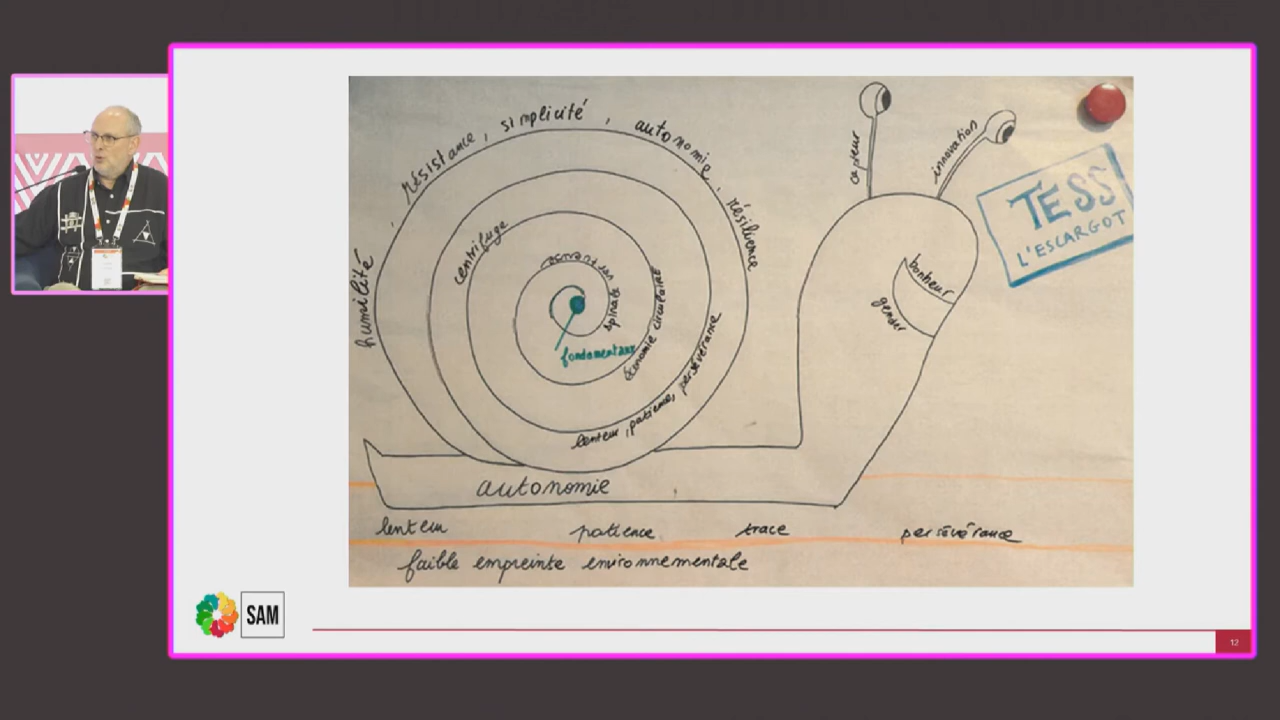 humilité, résistance, simplicité, autonomie, résilience
capteur
innovation
TESS
L'ESCARGOT
centrifuge
spirale
économie circulaire
fondamentaux
lenteur, patience, persévérance
bonheur
gender
autonomie
lenteur patience trace persévérance
faible empreinte environnementale
SAM
12